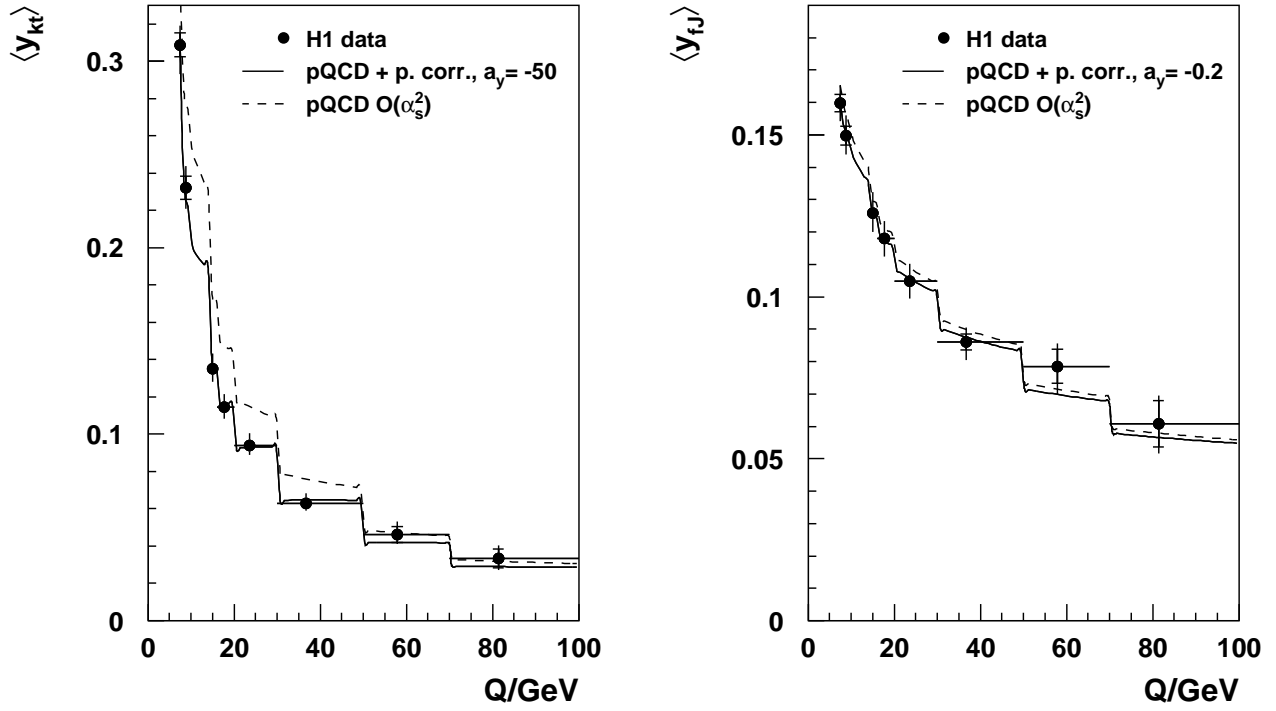 ⟨y_kt⟩
H1 data
pQCD + p. corr., a_y= -50
pQCD O(α_s^2)
0.3
0.2
0.1
0
0 20 40 60 80 100
Q/GeV
⟨y_fJ⟩
H1 data
pQCD + p. corr., a_y= -0.2
pQCD O(α_s^2)
0.15
0.1
0.05
0
0 20 40 60 80 100
Q/GeV